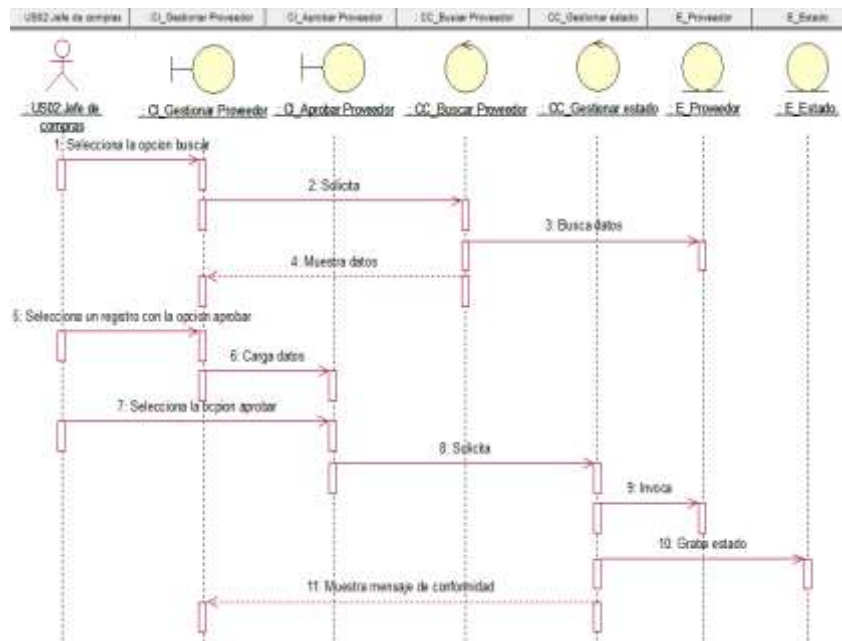 : US02 Jefe de compras
: CI_Gestionar Proveedor
: CI_Aprobar Proveedor
: CC_Buscar Proveedor
: CC_Gestionar estado
: E_Proveedor
: E_Estado
: US02 Jefe de
compras
: CI_Gestionar Proveedor
: CI_Aprobar Proveedor
: CC_Buscar Proveedor
: CC_Gestionar estado
: E_Proveedor
: E_Estado
1: Selecciona la opcion buscar
2: Solicita
3: Busca datos
4: Muestra datos
5: Selecciona un registro con la opción aprobar
6: Carga datos
7: Selecciona la ocpion aprobar
8: Solicita
9: Invoca
10: Graba estado
11: Muestra mensaje de conformidad